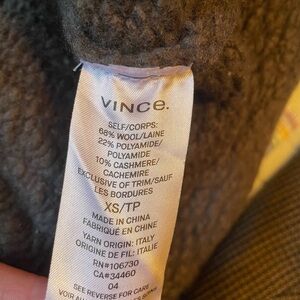 VINCE.
SELF/CORPS:
68% WOOL/LAINE
22% POLYAMIDE/
POLYAMIDE
10% CASHMERE/
CACHEMIRE
EXCLUSIVE OF TRIM/SAUF
LES BORDURES
XS/TP
MADE IN CHINA
FABRIQUÉ EN CHINE
YARN ORIGIN: ITALY
ORIGINE DE FIL: ITALIE
RN#106730
CA#34460
04
SEE REVERSE FOR CARE
VOIR AU